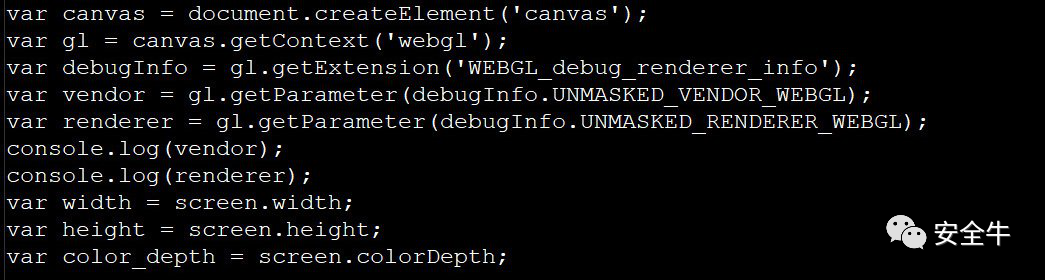 var canvas = document.createElement('canvas');
var gl = canvas.getContext('webgl');
var debugInfo = gl.getExtension('WEBGL_debug_renderer_info');
var vendor = gl.getParameter(debugInfo.UNMASKED_VENDOR_WEBGL);
var renderer = gl.getParameter(debugInfo.UNMASKED_RENDERER_WEBGL);
console.log(vendor);
console.log(renderer);
var width = screen.width;
var height = screen.height;
var color_depth = screen.colorDepth;
安全牛